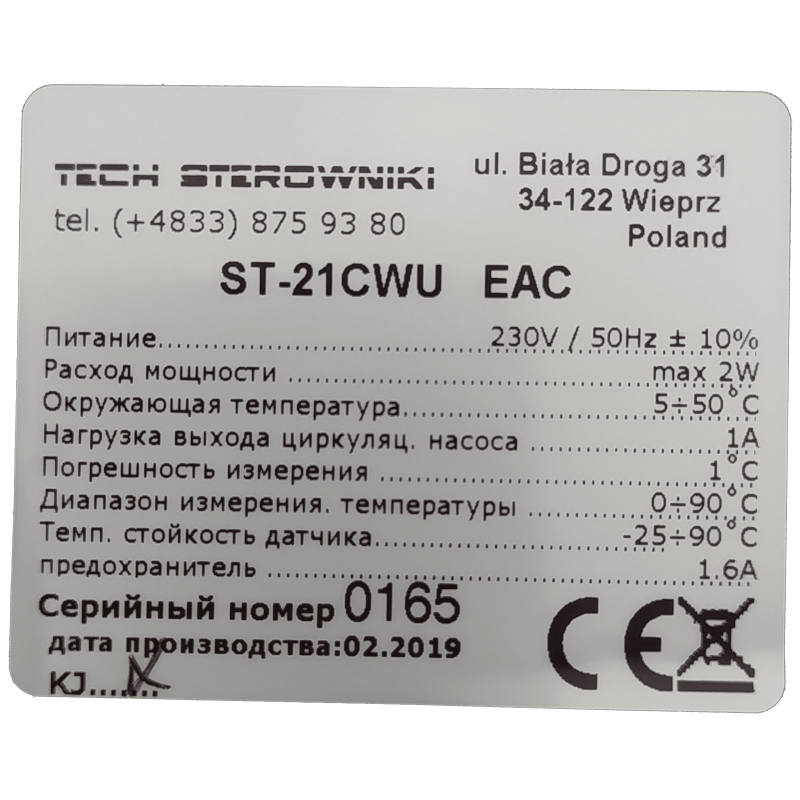 TECH STEROWNIKI
tel. (+4833) 875 93 80
ul. Biała Droga 31
34-122 Wieprz
Poland
ST-21CWU EAC
Питание..................................230V / 50Hz ± 10%
Расход мощности ....................................max 2W
Окружающая температура..........................5÷50°C
Нагрузка выхода циркуляц. насоса ......................1A
Погрешность измерения ................................1°C
Диапазон измерения. температуры ..............0÷90°C
Темп. стойкость датчика...........................-25÷90°C
предохранитель ........................................1.6A
Серийный номер 0165
дата производства:02.2019
KJ.......
CE